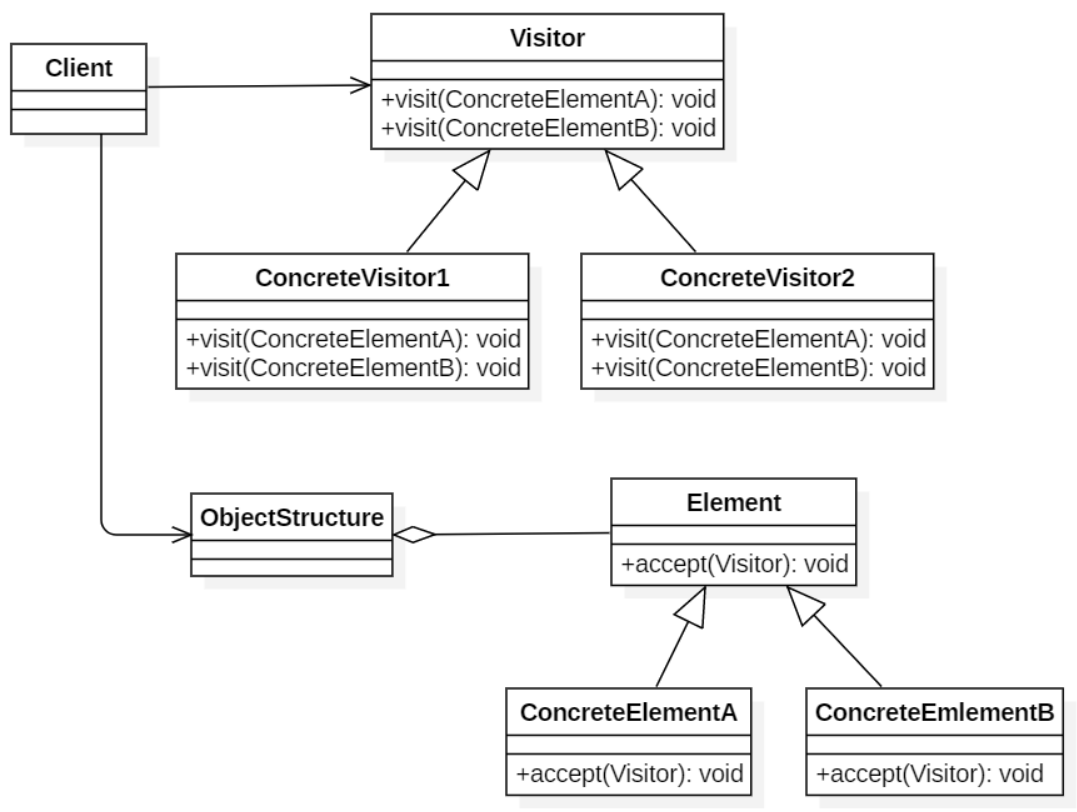 Client
Visitor
+visit(ConcreteElementA): void
+visit(ConcreteElementB): void
ConcreteVisitor1
+visit(ConcreteElementA): void
+visit(ConcreteElementB): void
ConcreteVisitor2
+visit(ConcreteElementA): void
+visit(ConcreteElementB): void
ObjectStructure
Element
+accept(Visitor): void
ConcreteElementA
+accept(Visitor): void
ConcreteEmlementB
+accept(Visitor): void